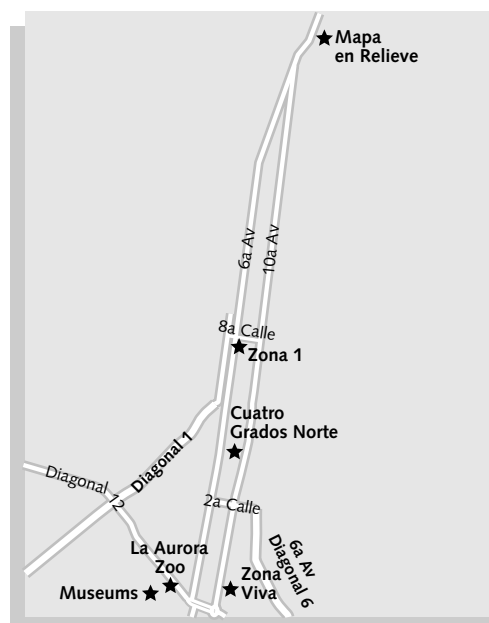 Mapa
en Relieve
6a Av
10a Av
8a Calle
Zona 1
Cuatro
Grados Norte
Diagonal 1
Diagonal 12
2a Calle
6a Av
Diagonal 6
La Aurora
Zoo
Zona
Viva
Museums